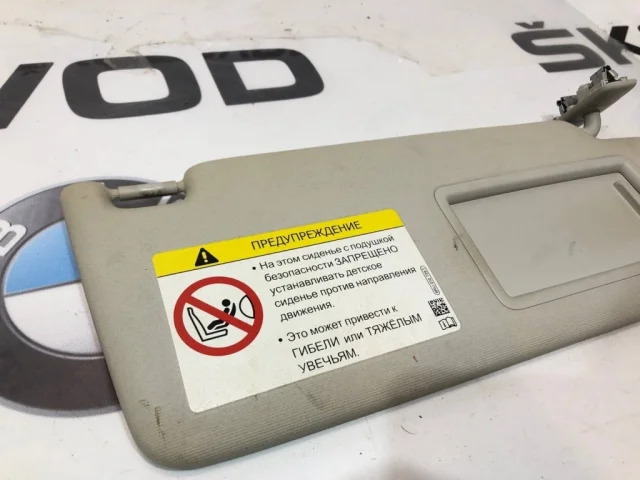 VOD
ŠK
B
ПРЕДУПРЕЖДЕНИЕ
• На этом сиденье с подушкой
безопасности ЗАПРЕЩЕНО
устанавливать детское
сиденье против направления
движения.
• Это может привести к
ГИБЕЛИ или ТЯЖЁЛЫМ
УВЕЧЬЯМ.